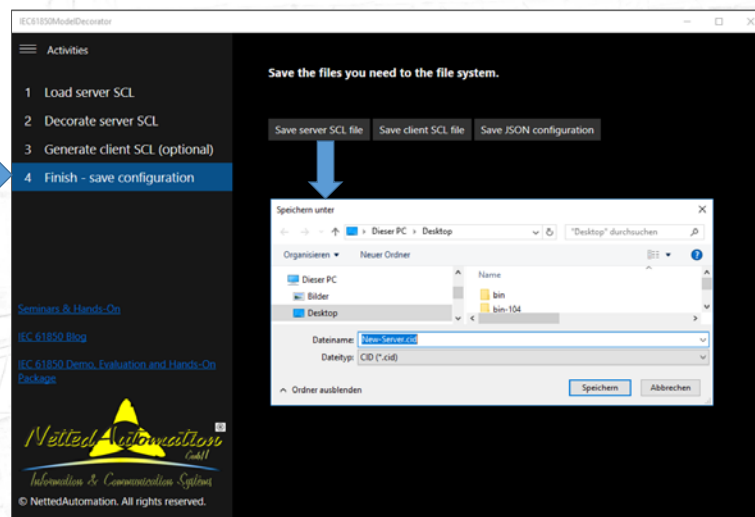 IEC61850ModelDecorator
Activities
1 Load server SCL
2 Decorate server SCL
3 Generate client SCL (optional)
4 Finish - save configuration
Seminars & Hands-On
IEC 61850 Blog
IEC 61850 Demo, Evaluation and Hands-On
Package
NettedAutomation
GmbH
Information & Communication Systems
© NettedAutomation. All rights reserved.
Save the files you need to the file system.
Save server SCL file Save client SCL file Save JSON configuration
Speichern unter
Dieser PC › Desktop "Desktop" durchsuchen
Organisieren Neuer Ordner
Dieser PC
Bilder
Desktop
Name
bin
bin-104
Dateiname: New-Server.cid
Dateityp: CID (*.cid)
Ordner ausblenden Speichern Abbrechen